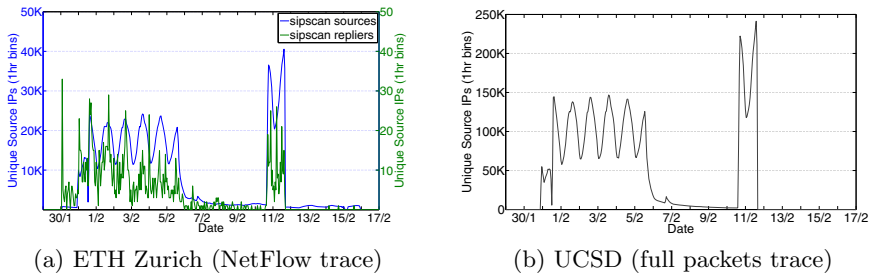 50K
40K
30K
20K
10K
Unique Source IPs (1hr bins)
sipscan sources
sipscan repliers
50
40
30
20
10
Unique Source IPs (1hr bins)
30/1 1/2 3/2 5/2 7/2 9/2 11/2 13/2 15/2 17/2
Date
(a) ETH Zurich (NetFlow trace)
250K
200K
150K
100K
50K
0
Unique Source IPs (1hr bins)
30/1 1/2 3/2 5/2 7/2 9/2 11/2 13/2 15/2 17/2
Date
(b) UCSD (full packets trace)